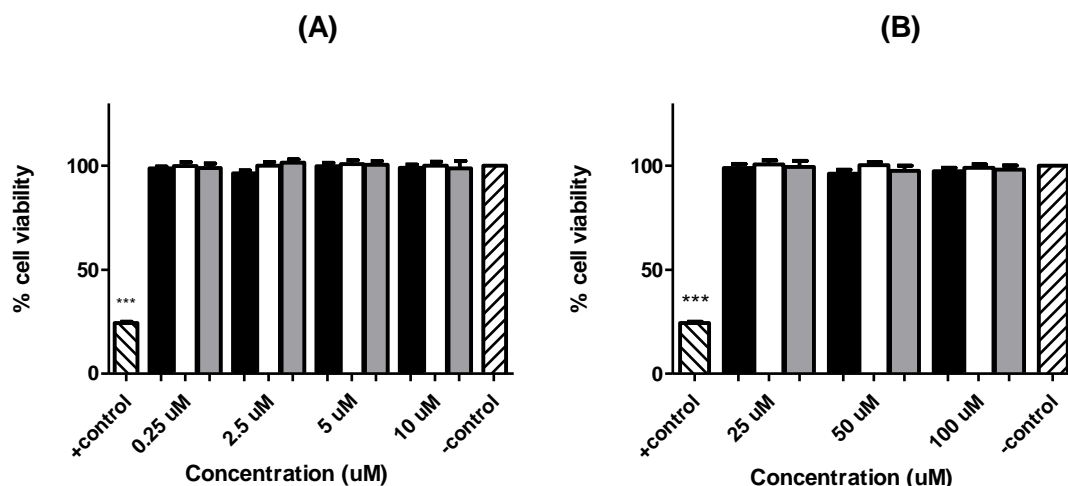 (A)
% cell viability
100
50
0
***
+control
0.25 uM
2.5 uM
5 uM
10 uM
-control
Concentration (uM)
(B)
% cell viability
100
50
0
***
+control
25 uM
50 uM
100 uM
-control
Concentration (uM)